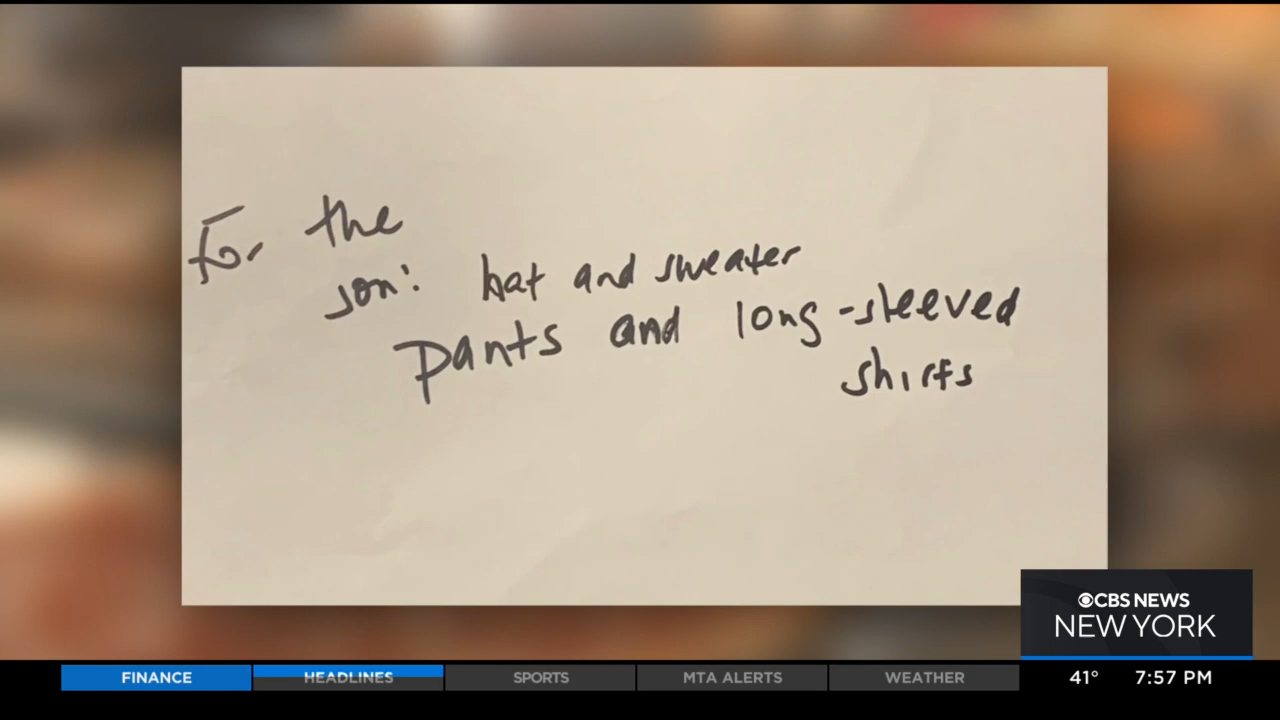 For the
son: hat and sweater
pants and long-sleeved
shirts
CBS NEWS
NEW YORK
FINANCE HEADLINES SPORTS MTA ALERTS WEATHER 41° 7:57 PM